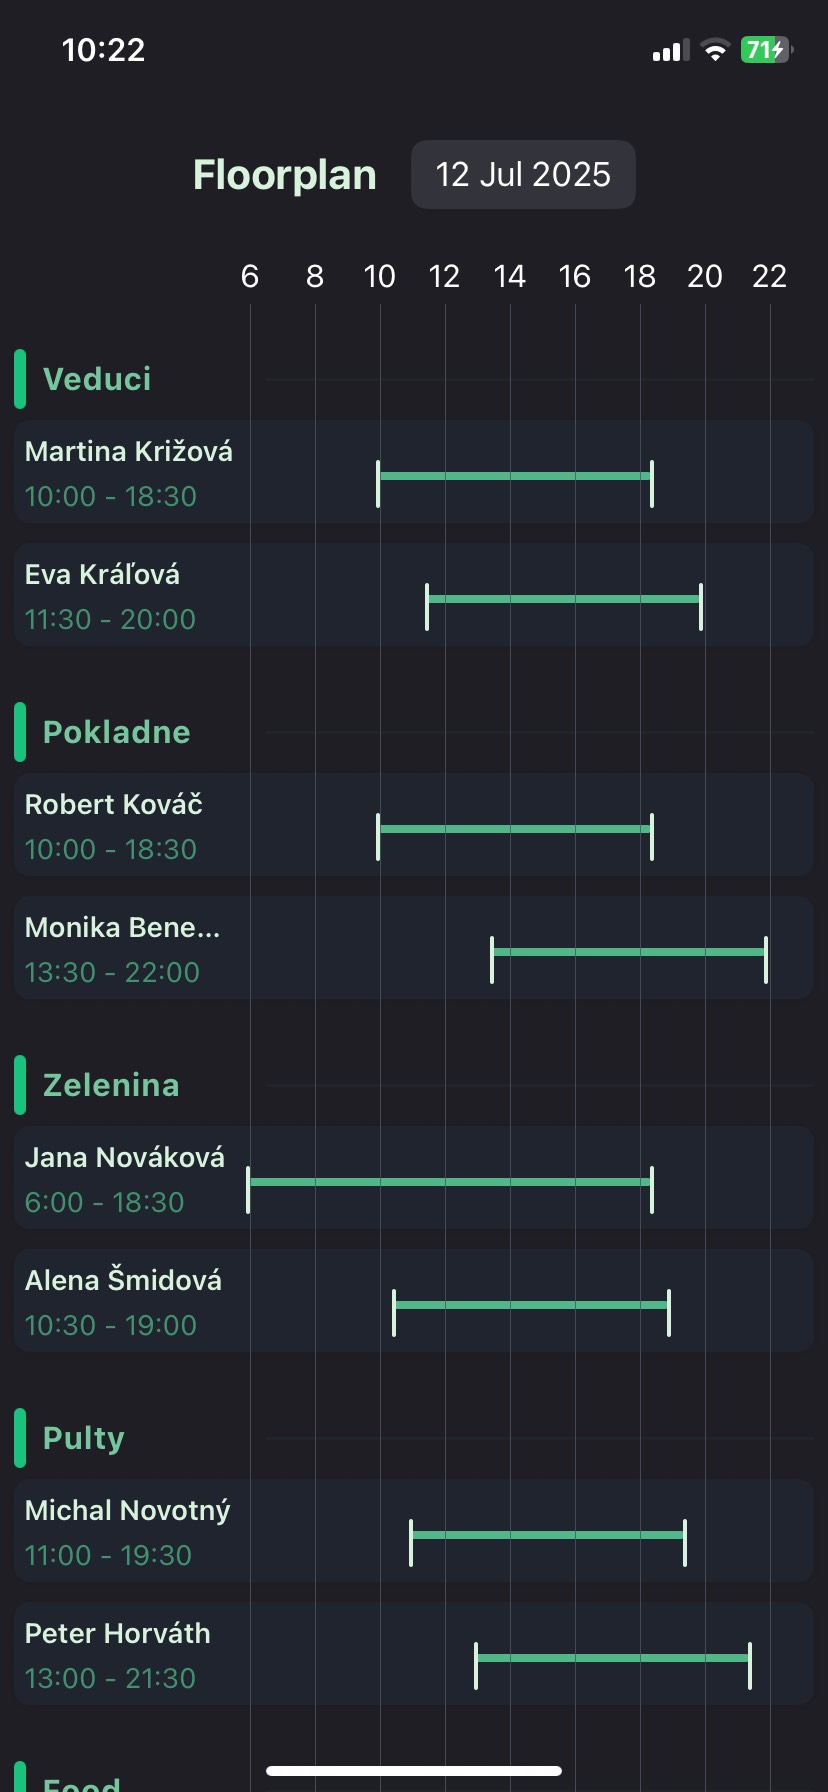 10:22
71
Floorplan
12 Jul 2025
6 8 10 12 14 16 18 20 22
Veduci
Martina Križová
10:00 - 18:30
Eva Kráľová
11:30 - 20:00
Pokladne
Robert Kováč
10:00 - 18:30
Monika Bene...
13:30 - 22:00
Zelenina
Jana Nováková
6:00 - 18:30
Alena Šmidová
10:30 - 19:00
Pulty
Michal Novotný
11:00 - 19:30
Peter Horváth
13:00 - 21:30
Food